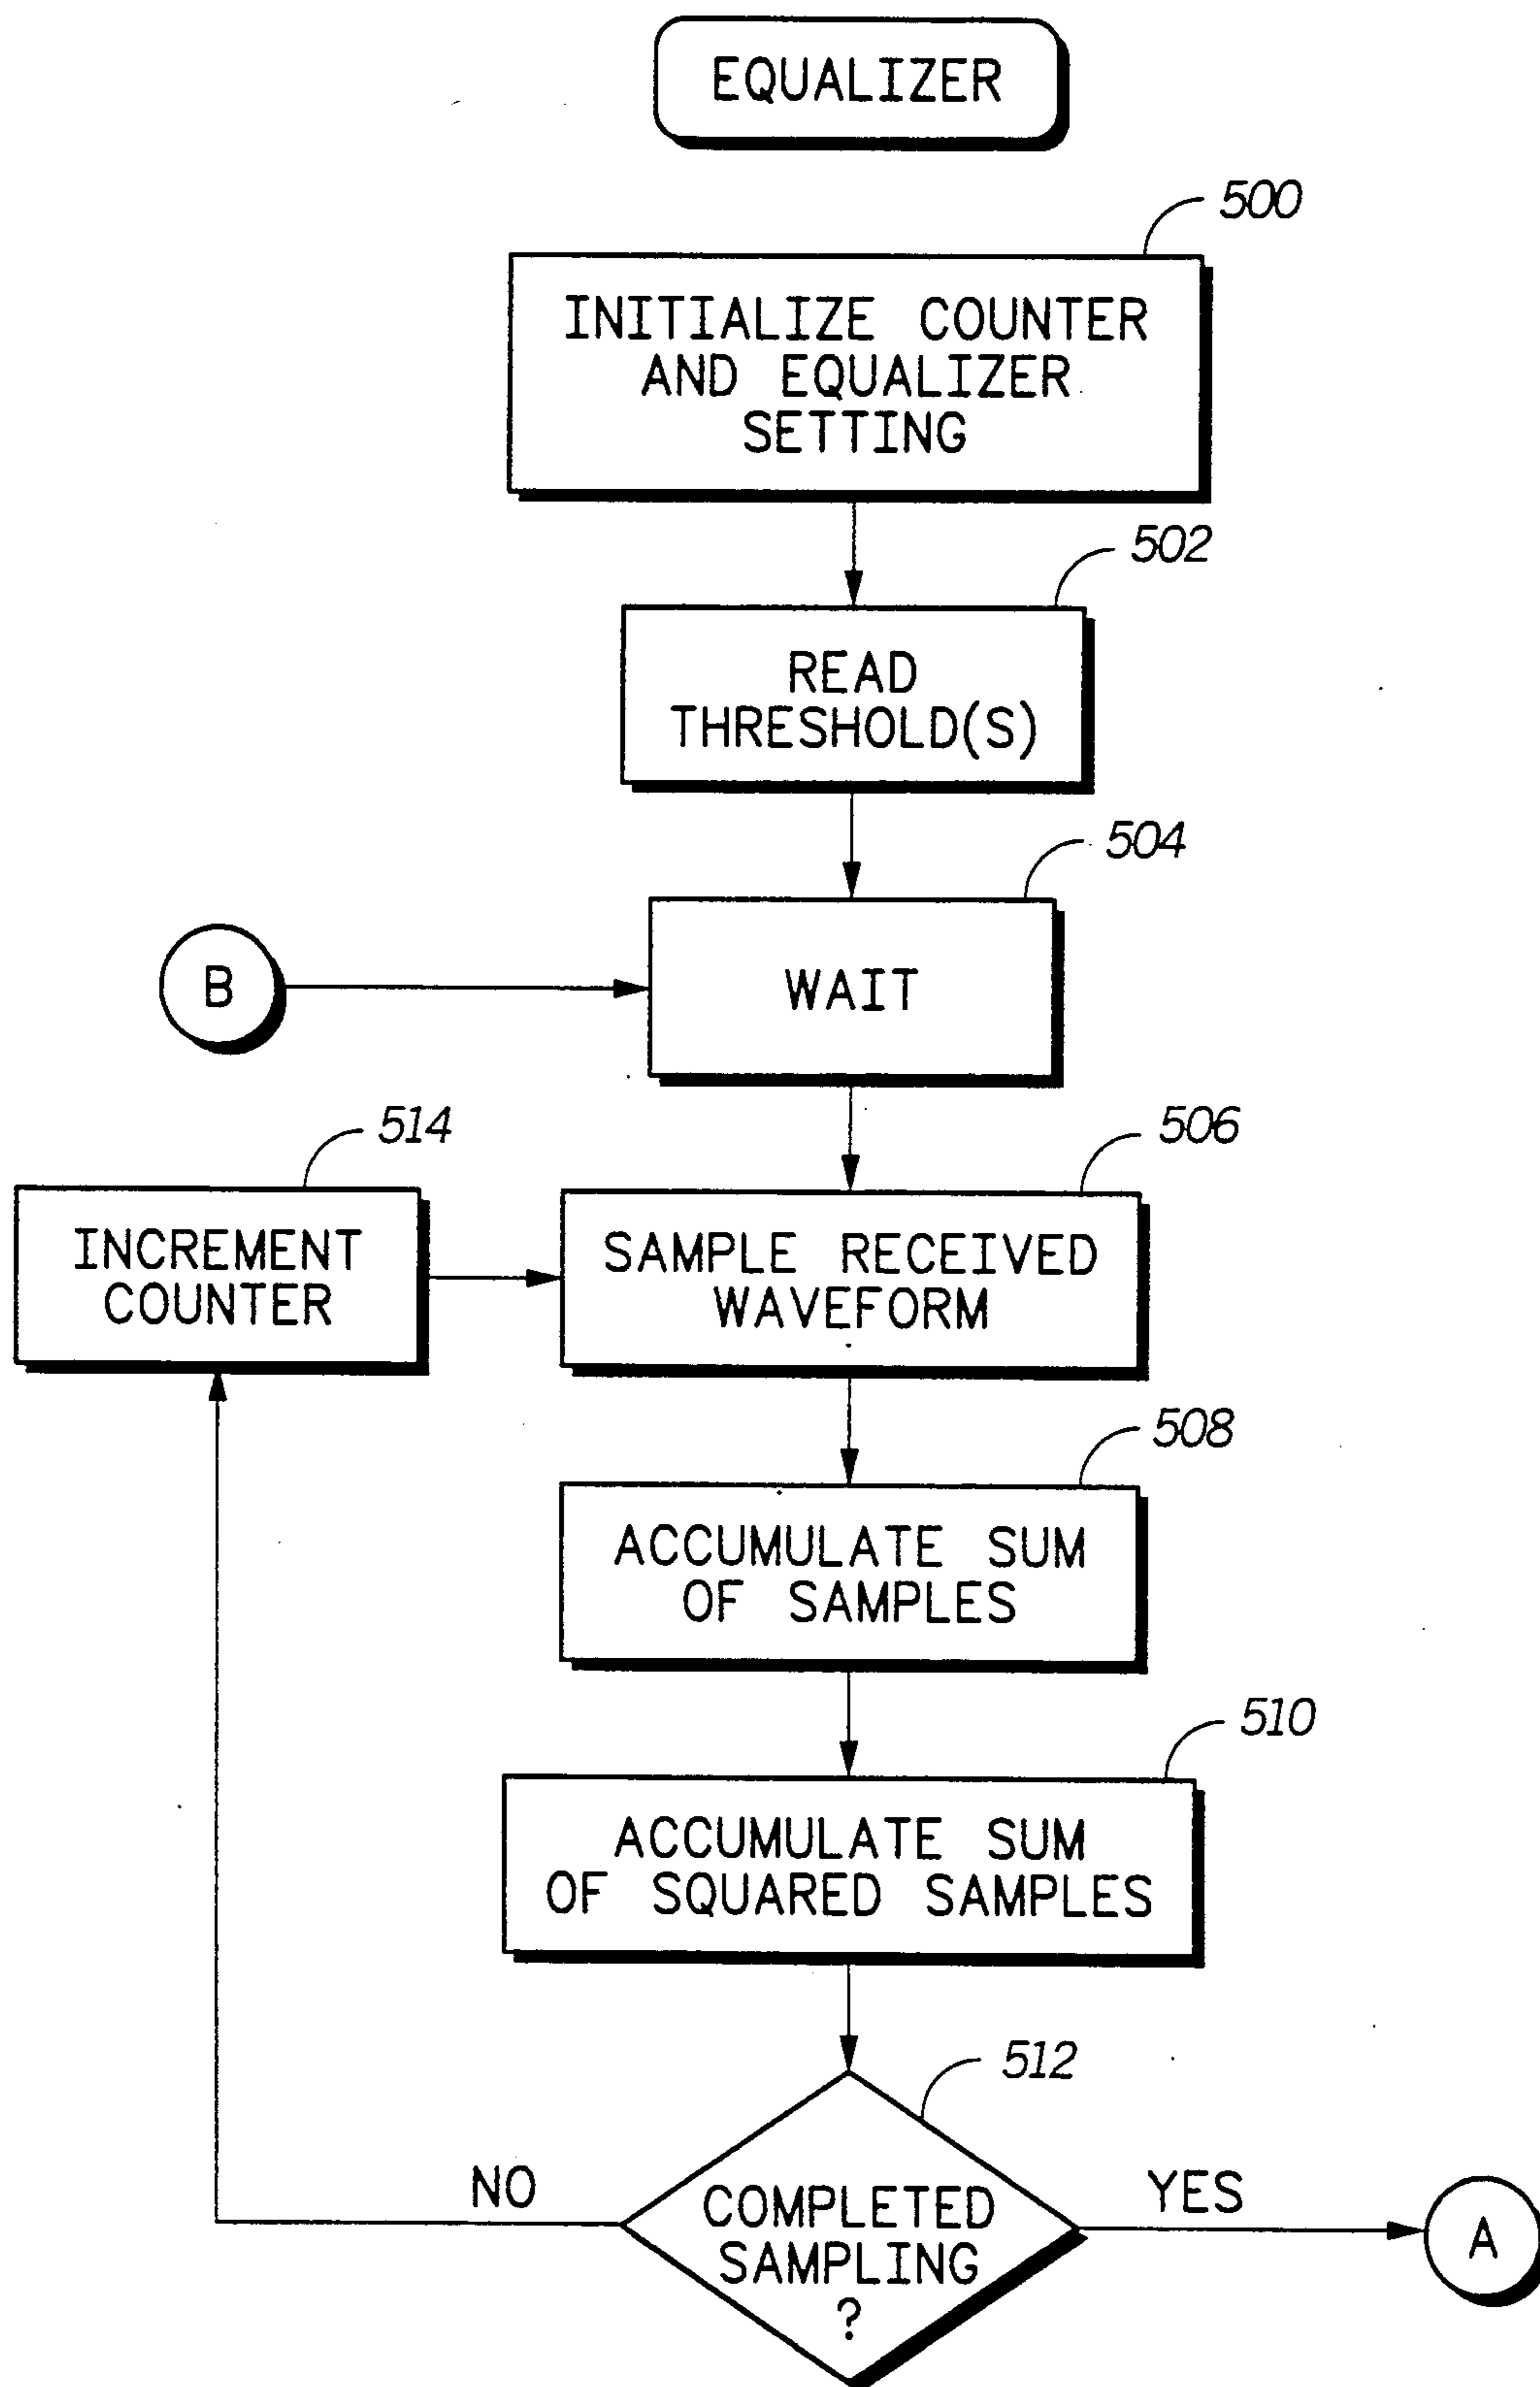 EQUALIZER
500
INITIALIZE COUNTER
AND EQUALIZER
SETTING
502
READ
THRESHOLD(S)
504
B
WAIT
514
506
INCREMENT
COUNTER
SAMPLE RECEIVED
WAVEFORM
508
ACCUMULATE SUM
OF SAMPLES
510
ACCUMULATE SUM
OF SQUARED SAMPLES
512
NO
COMPLETED
SAMPLING
?
YES
A